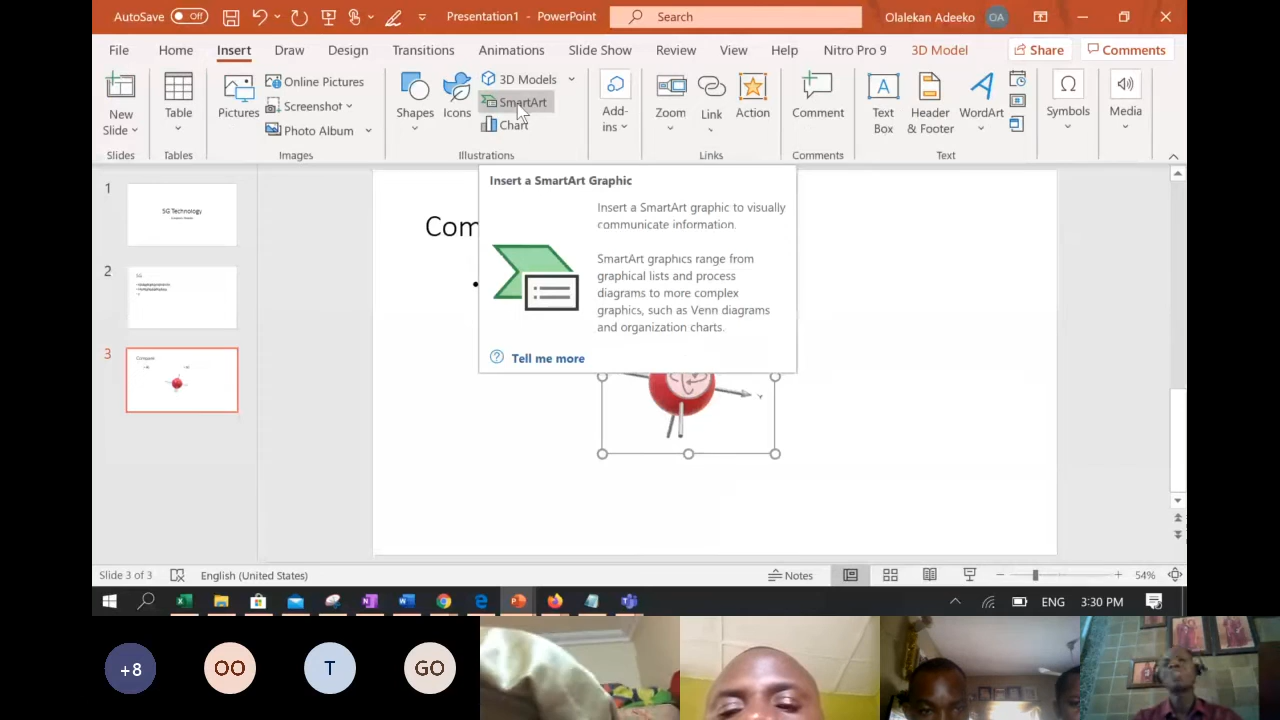 AutoSave Off Presentation1 - PowerPoint Search Olalekan Adeeko OA
File Home Insert Draw Design Transitions Animations Slide Show Review View Help Nitro Pro 9 3D Model Share Comments
New Slide
Table
Pictures
Online Pictures
Screenshot
Photo Album
Shapes
Icons
3D Models
SmartArt
Chart
Add-ins
Zoom
Link
Action
Comment
Text Box
Header & Footer
WordArt
Symbols
Media
Slides Tables Images Illustrations Links Comments Text
1
5G Technology
2
5G
3
Compare
Com
Insert a SmartArt Graphic
Insert a SmartArt graphic to visually
communicate information.
SmartArt graphics range from
graphical lists and process
diagrams to more complex
graphics, such as Venn diagrams
and organization charts.
Tell me more
Slide 3 of 3 English (United States) Notes 54%
ENG 3:30 PM
+8 OO T GO